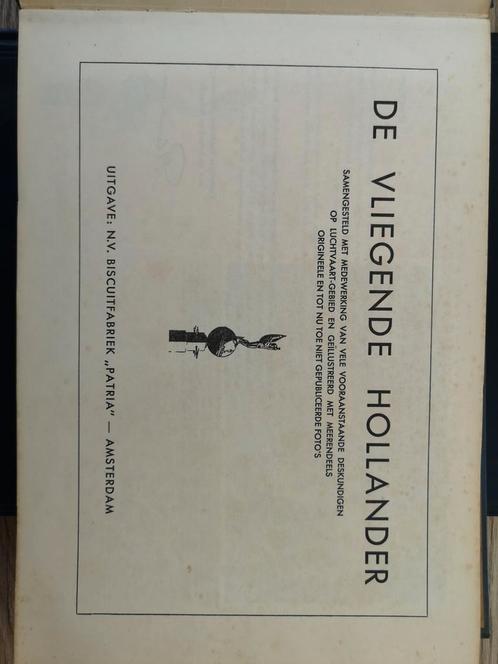 DE VLIEGENDE HOLLANDER
SAMENGESTELD MET MEDEWERKING VAN VELE VOORAANSTAANDE DESKUNDIGEN
OP LUCHTVAART-GEBIED EN GEÏLLUSTREERD MET MEERENDEELS
ORIGINEELE EN TOT NU TOE NIET GEPUBLICEERDE FOTO'S
UITGAVE: N.V. BISCUITFABRIEK „PATRIA” — AMSTERDAM